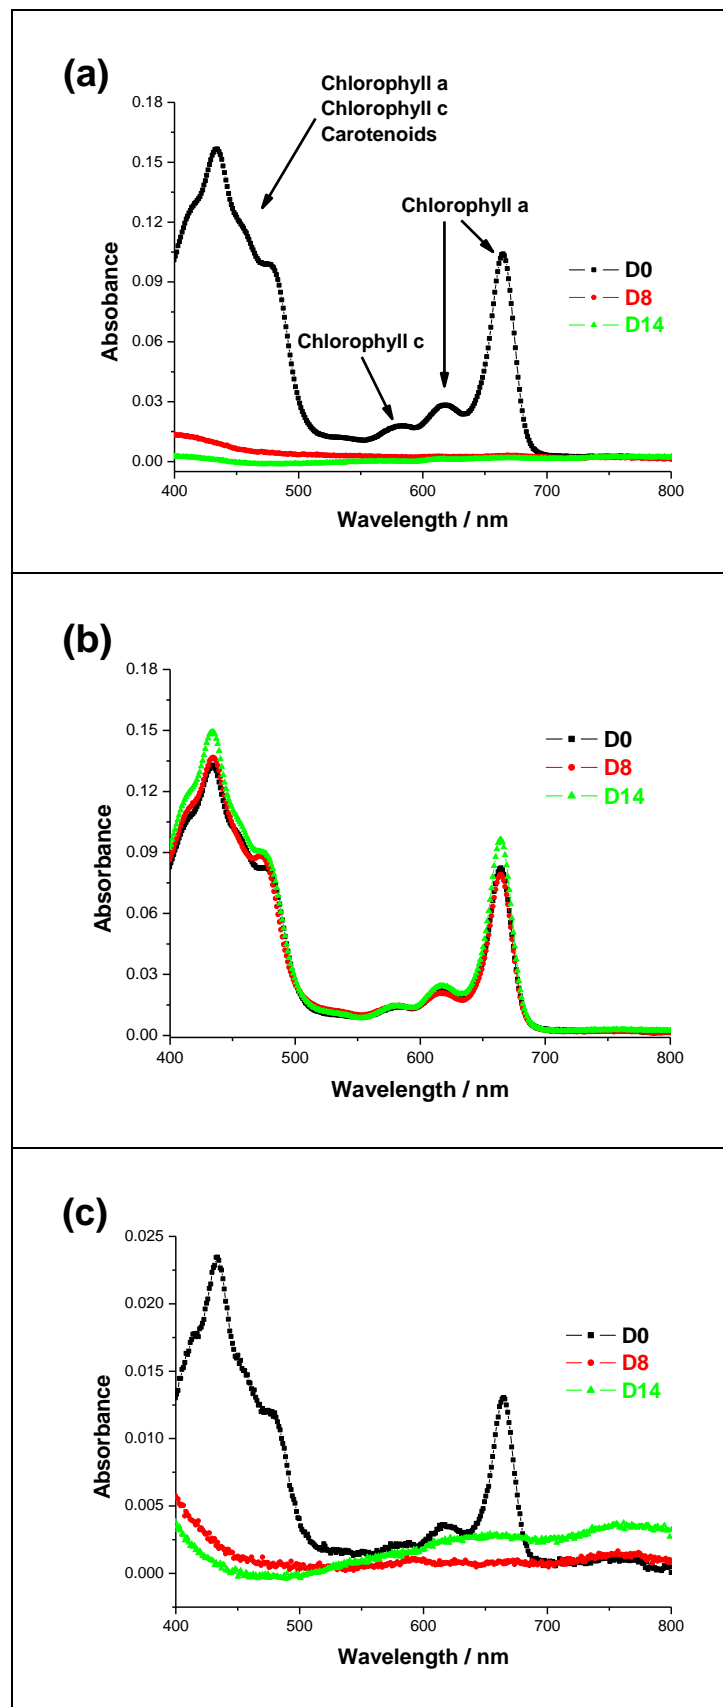 (a)
Chlorophyll a
Chlorophyll c
Carotenoids
Chlorophyll a
Chlorophyll c
D0
D8
D14
0.18
0.15
0.12
0.09
0.06
0.03
0.00
Absobance
400 500 600 700 800
Wavelength / nm
(b)
D0
D8
D14
0.18
0.15
0.12
0.09
0.06
0.03
0.00
Absorbance
400 500 600 700 800
Wavelength / nm
(c)
D0
D8
D14
0.025
0.020
0.015
0.010
0.005
0.000
Absorbance
400 500 600 700 800
Wavelength / nm